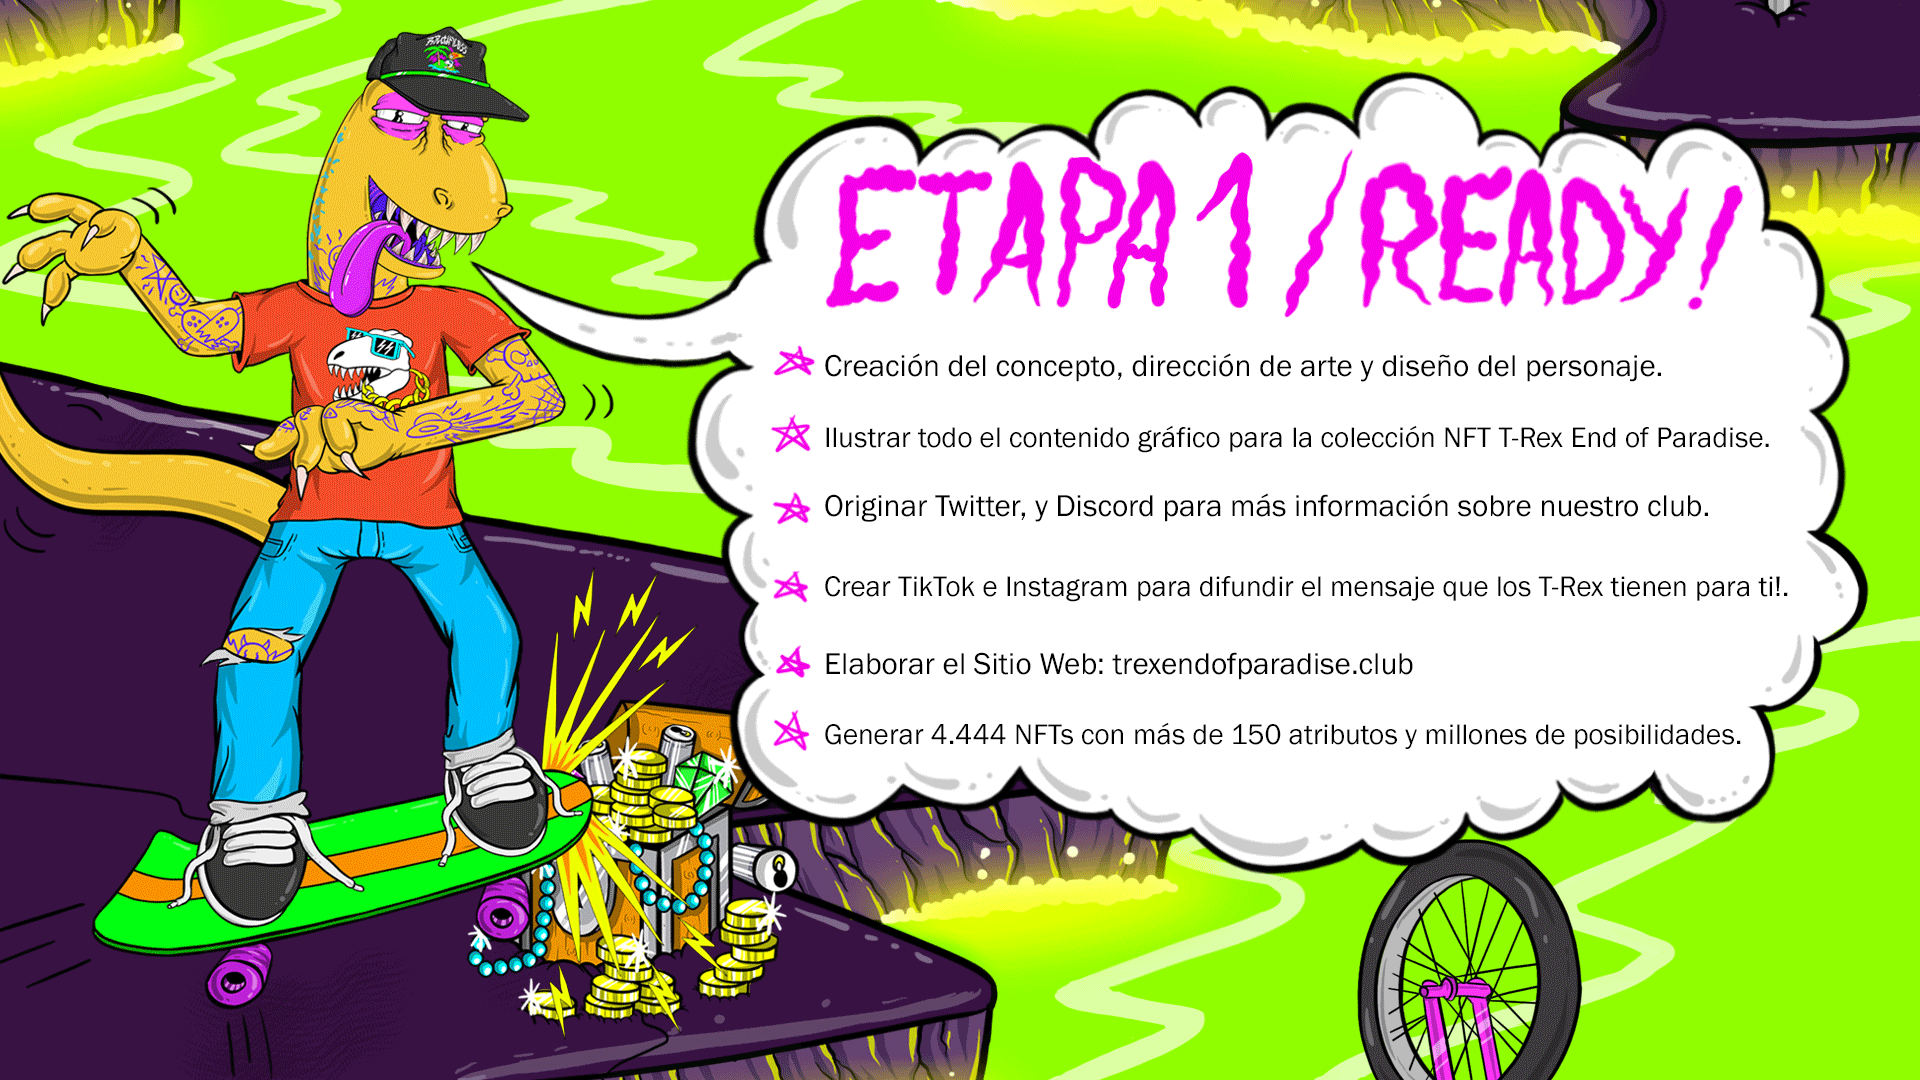 ETAPA 1 / READY!
Creación del concepto, dirección de arte y diseño del personaje.
Ilustrar todo el contenido gráfico para la colección NFT T-Rex End of Paradise.
Originar Twitter, y Discord para más información sobre nuestro club.
Crear TikTok e Instagram para difundir el mensaje que los T-Rex tienen para ti!.
Elaborar el Sitio Web: trexendofparadise.club
Generar 4.444 NFTs con más de 150 atributos y millones de posibilidades.